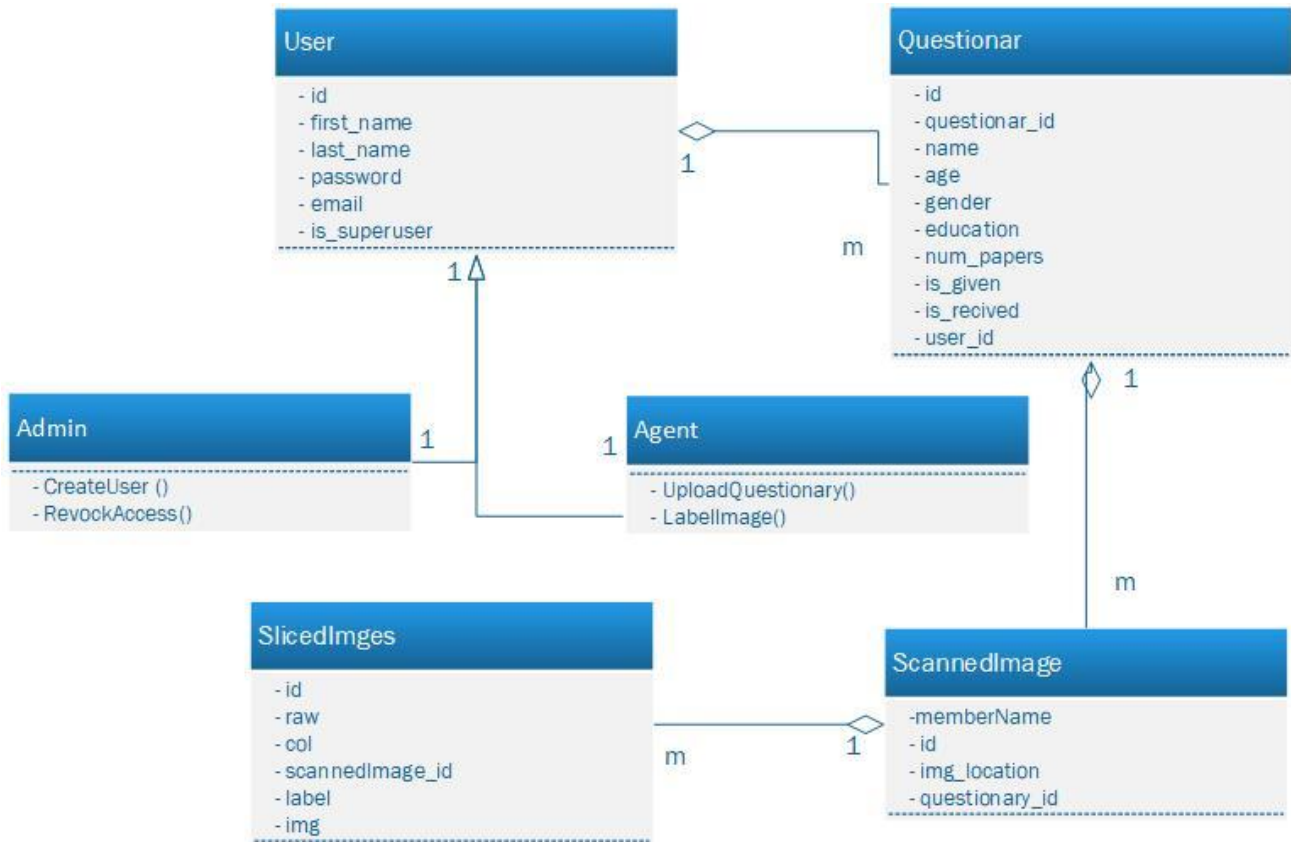 User
- id
- first_name
- last_name
- password
- email
- is_superuser
1
m
Questionar
- id
- questionar_id
- name
- age
- gender
- education
- num_papers
- is_given
- is_recived
- user_id
1
1
Admin
- CreateUser ()
- RevockAccess()
1
1
Agent
- UploadQuestionary()
- LabelImage()
m
SlicedImges
- id
- raw
- col
- scannedImage_id
- label
- img
m
1
ScannedImage
-memberName
- id
- img_location
- questionary_id